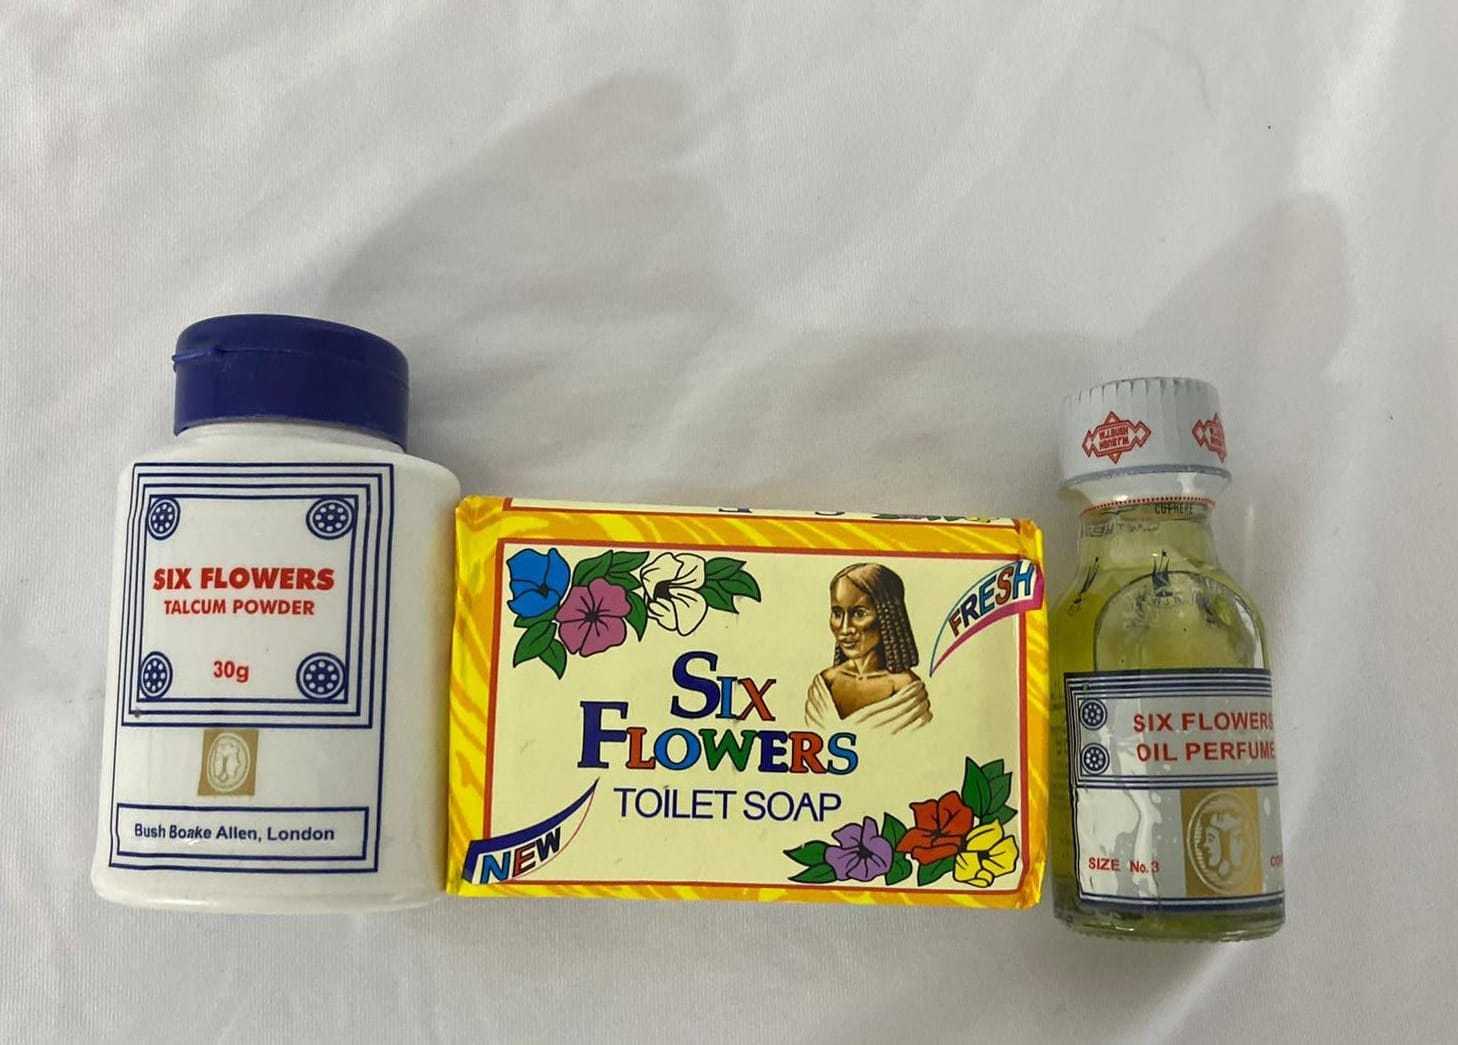 SIX FLOWERS
TALCUM POWDER
30g
Bush Boake Allen, London
FRESH
SIX
FLOWERS
TOILET SOAP
NEW
W.J.BUSH
SIX FLOWERS
OIL PERFUME
SIZE No. 3